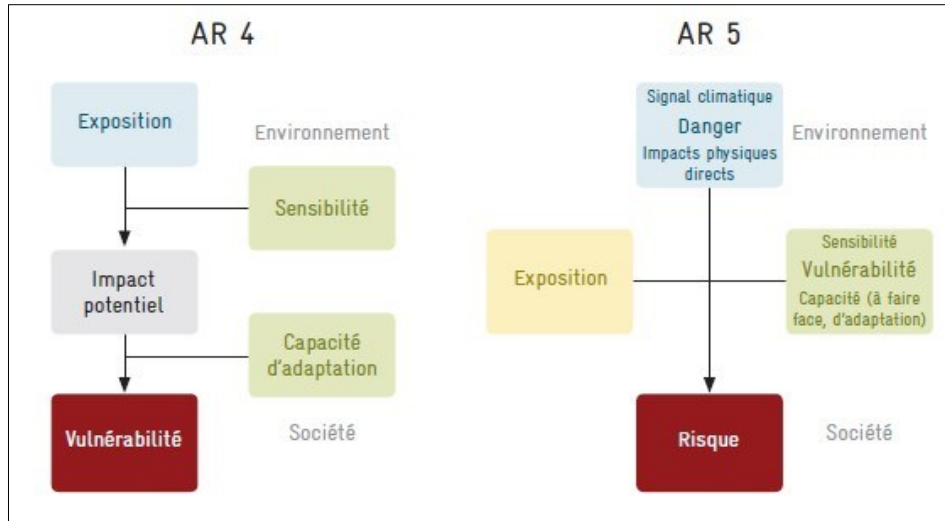 AR 4
Exposition
Environnement
Sensibilité
Impact
potentiel
Capacité
d'adaptation
Vulnérabilité
Société
AR 5
Signal climatique
Danger
Impacts physiques
directs
Environnement
Exposition
Sensibilité
Vulnérabilité
Capacité (à faire
face, d'adaptation)
Risque
Société